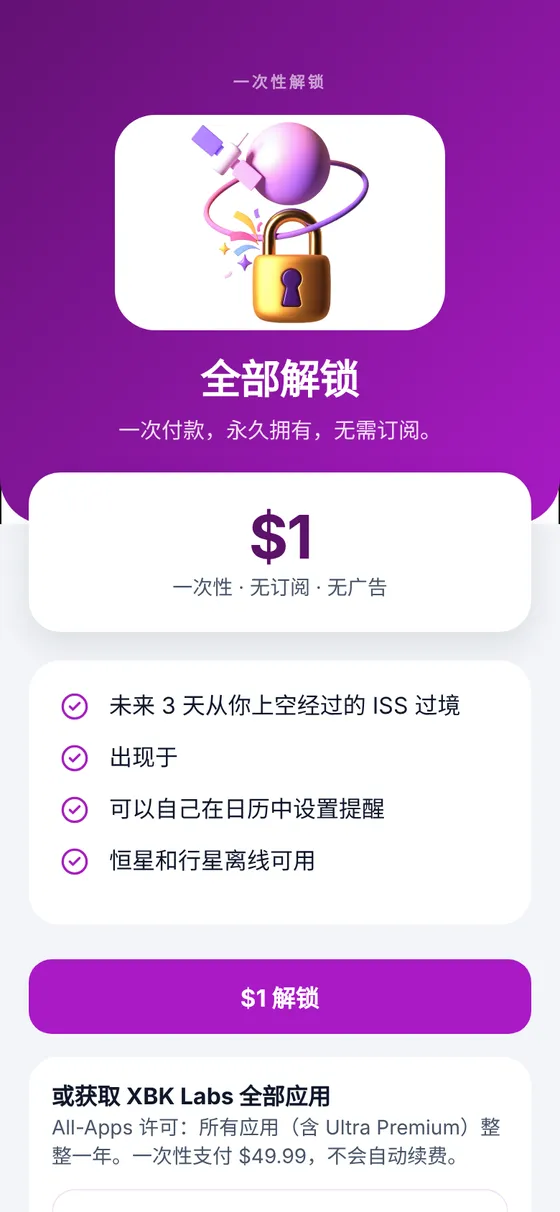 一次性解锁
全部解锁
一次付款，永久拥有，无需订阅。
$1
一次性 · 无订阅 · 无广告
未来 3 天从你上空经过的 ISS 过境
出现于
可以自己在日历中设置提醒
恒星和行星离线可用
$1 解锁
或获取 XBK Labs 全部应用
All-Apps 许可：所有应用（含 Ultra Premium）整
整一年。一次性支付 $49.99，不会自动续费。